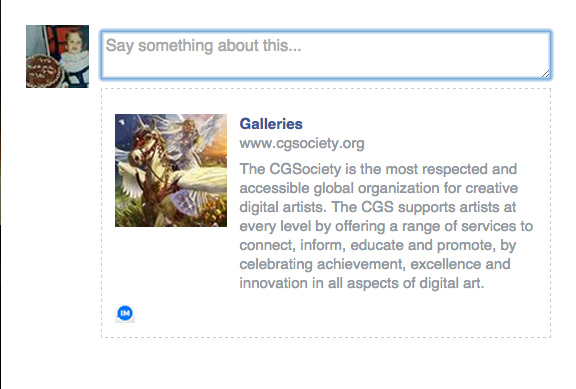 Say something about this...
Galleries
www.cgsociety.org
The CGSociety is the most respected and
accessible global organization for creative
digital artists. The CGS supports artists at
every level by offering a range of services to
connect, inform, educate and promote, by
celebrating achievement, excellence and
innovation in all aspects of digital art.
IM